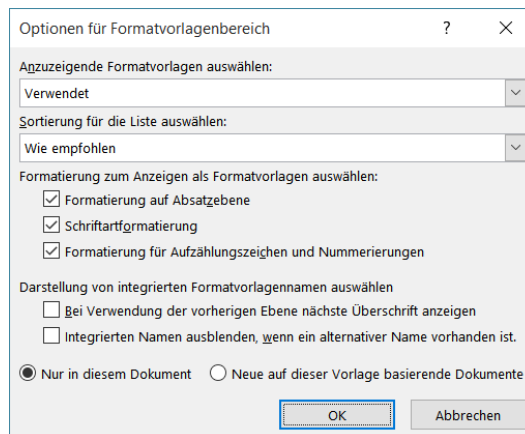 Optionen für Formatvorlagenbereich
Anzuzeigende Formatvorlagen auswählen:
Verwendet
Sortierung für die Liste auswählen:
Wie empfohlen
Formatierung zum Anzeigen als Formatvorlagen auswählen:
Formatierung auf Absatzebene
Schriftartformatierung
Formatierung für Aufzählungszeichen und Nummerierungen
Darstellung von integrierten Formatvorlagennamen auswählen
Bei Verwendung der vorherigen Ebene nächste Überschrift anzeigen
Integrierten Namen ausblenden, wenn ein alternativer Name vorhanden ist.
Nur in diesem Dokument Neue auf dieser Vorlage basierende Dokumente
OK Abbrechen